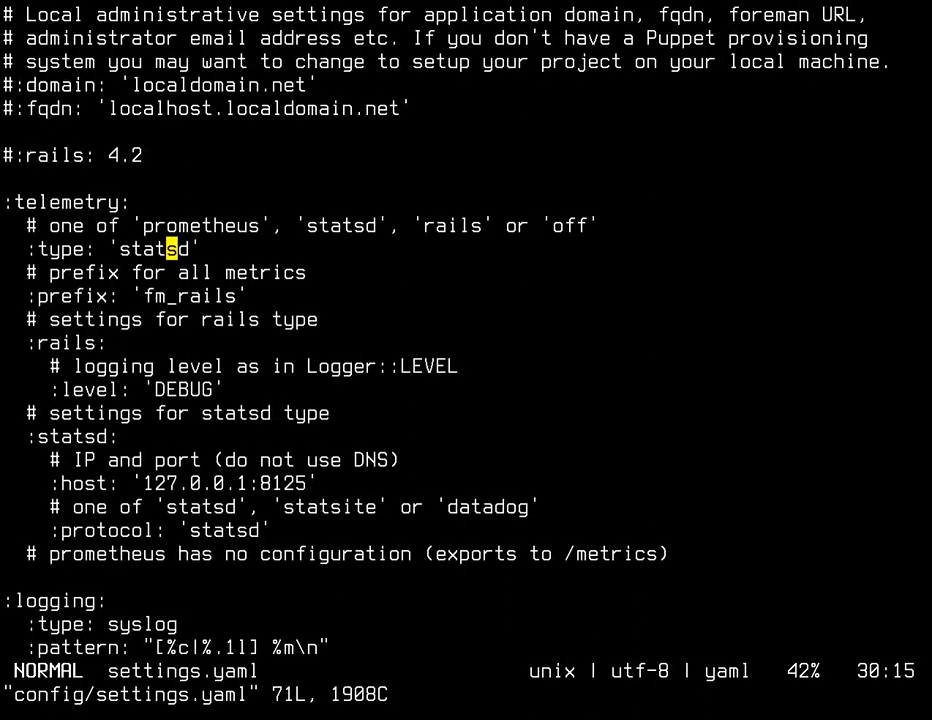 # Local administrative settings for application domain, fqdn, foreman URL,
# administrator email address etc. If you don't have a Puppet provisioning
# system you may want to change to setup your project on your local machine.
#:domain: 'localdomain.net'
#:fqdn: 'localhost.localdomain.net'
#:rails: 4.2
:telemetry:
  # one of 'prometheus', 'statsd', 'rails' or 'off'
  :type: 'statsd'
  # prefix for all metrics
  :prefix: 'fm_rails'
  # settings for rails type
  :rails:
    # logging level as in Logger::LEVEL
    :level: 'DEBUG'
  # settings for statsd type
  :statsd:
    # IP and port (do not use DNS)
    :host: '127.0.0.1:8125'
    # one of 'statsd', 'statsite' or 'datadog'
    :protocol: 'statsd'
  # prometheus has no configuration (exports to /metrics)
:logging:
  :type: syslog
  :pattern: "[%c|%.1l] %m\n"
NORMAL  settings.yaml  unix | utf-8 | yaml  42%  30:15
"config/settings.yaml" 71L, 1908C